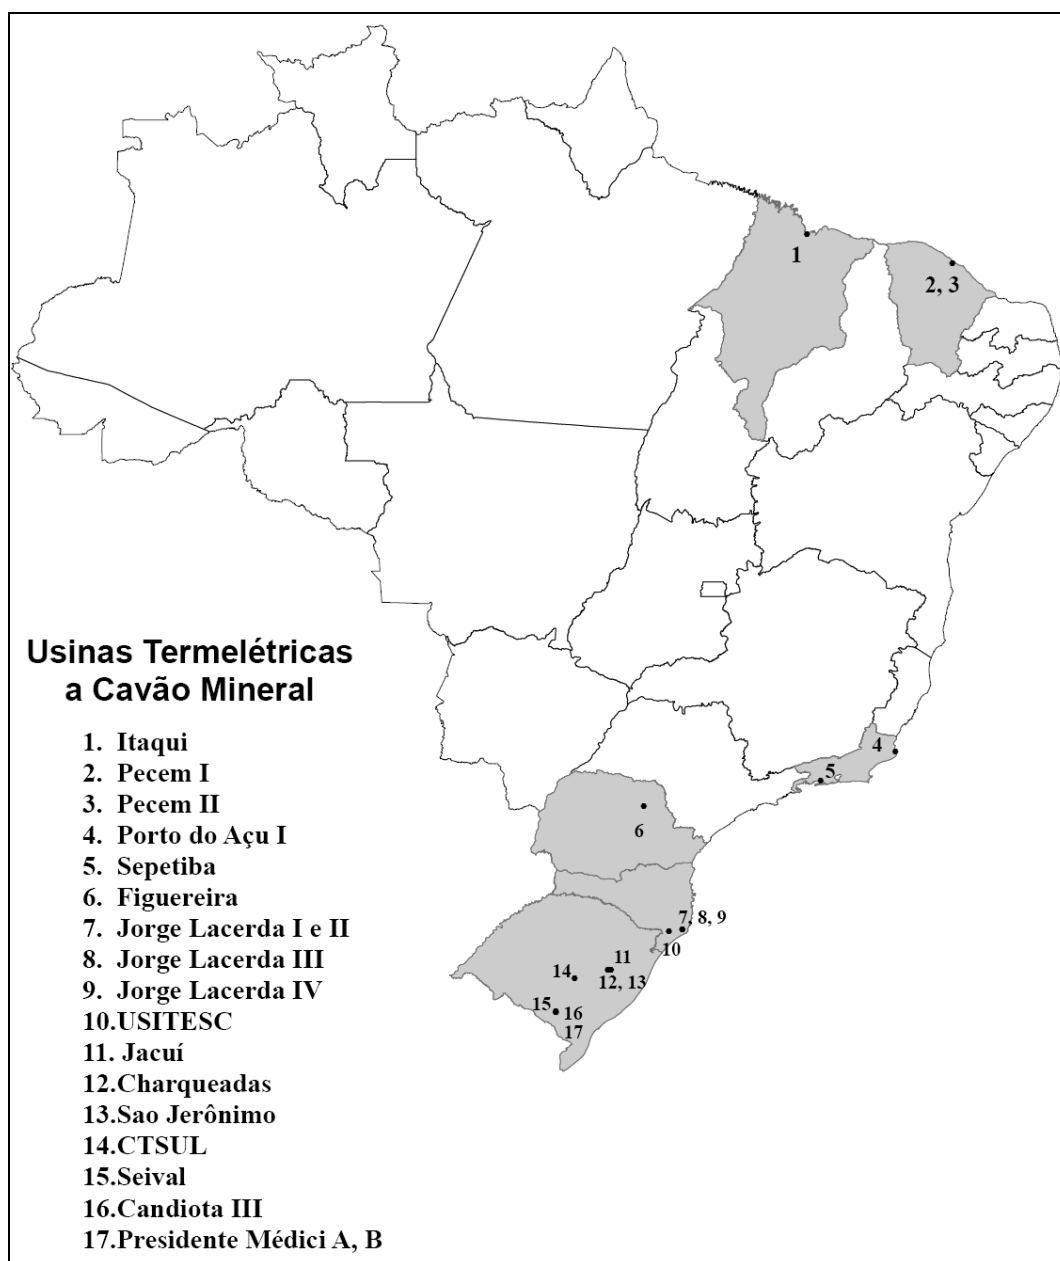 1
2, 3
Usinas Termelétricas
a Cavão Mineral
1. Itaqui
2. Pecem I
3. Pecem II
4. Porto do Açu I
5. Sepetiba
6. Figuereira
7. Jorge Lacerda I e II
8. Jorge Lacerda III
9. Jorge Lacerda IV
10.USITESC
11. Jacuí
12.Charqueadas
13.Sao Jerônimo
14.CTSUL
15.Seival
16.Candiota III
17.Presidente Médici A, B
4
5
6
7, 8, 9
10
11
14
12, 13
15
16
17